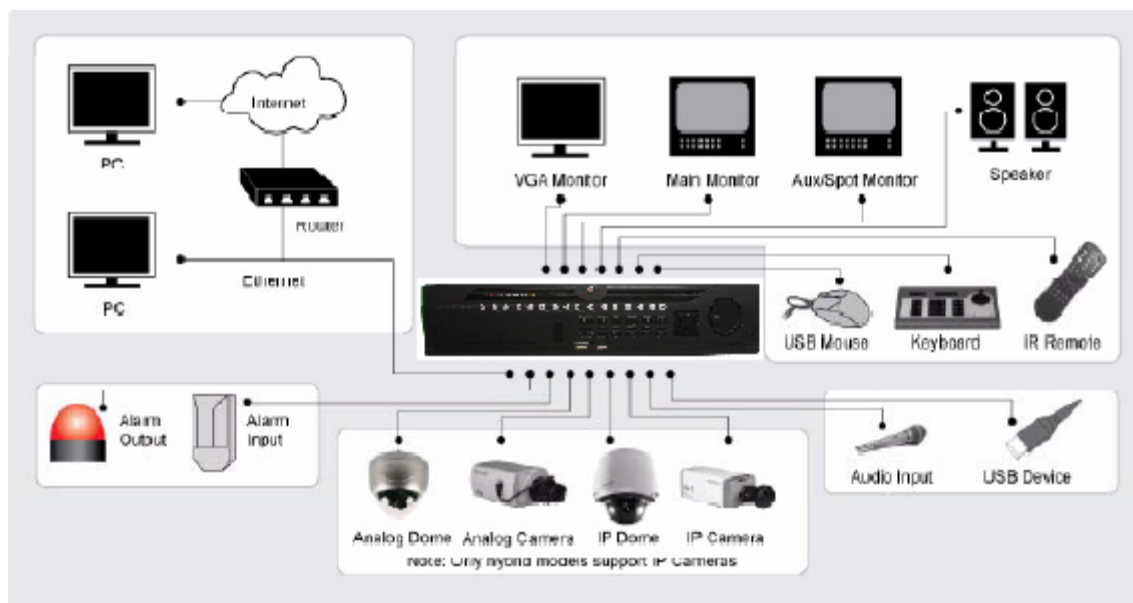 Internet
PC
Router
Ethernet
PC
VGA Monitor
Main Monitor
Aux/Spot Monitor
Speaker
USB Mouse
Keyboard
IR Remote
Alarm
Output
Alarm
Input
Analog Dome
Analog Camera
IP Dome
IP Camera
Note: Only hybrid models support IP Cameras
Audio Input
USB Device